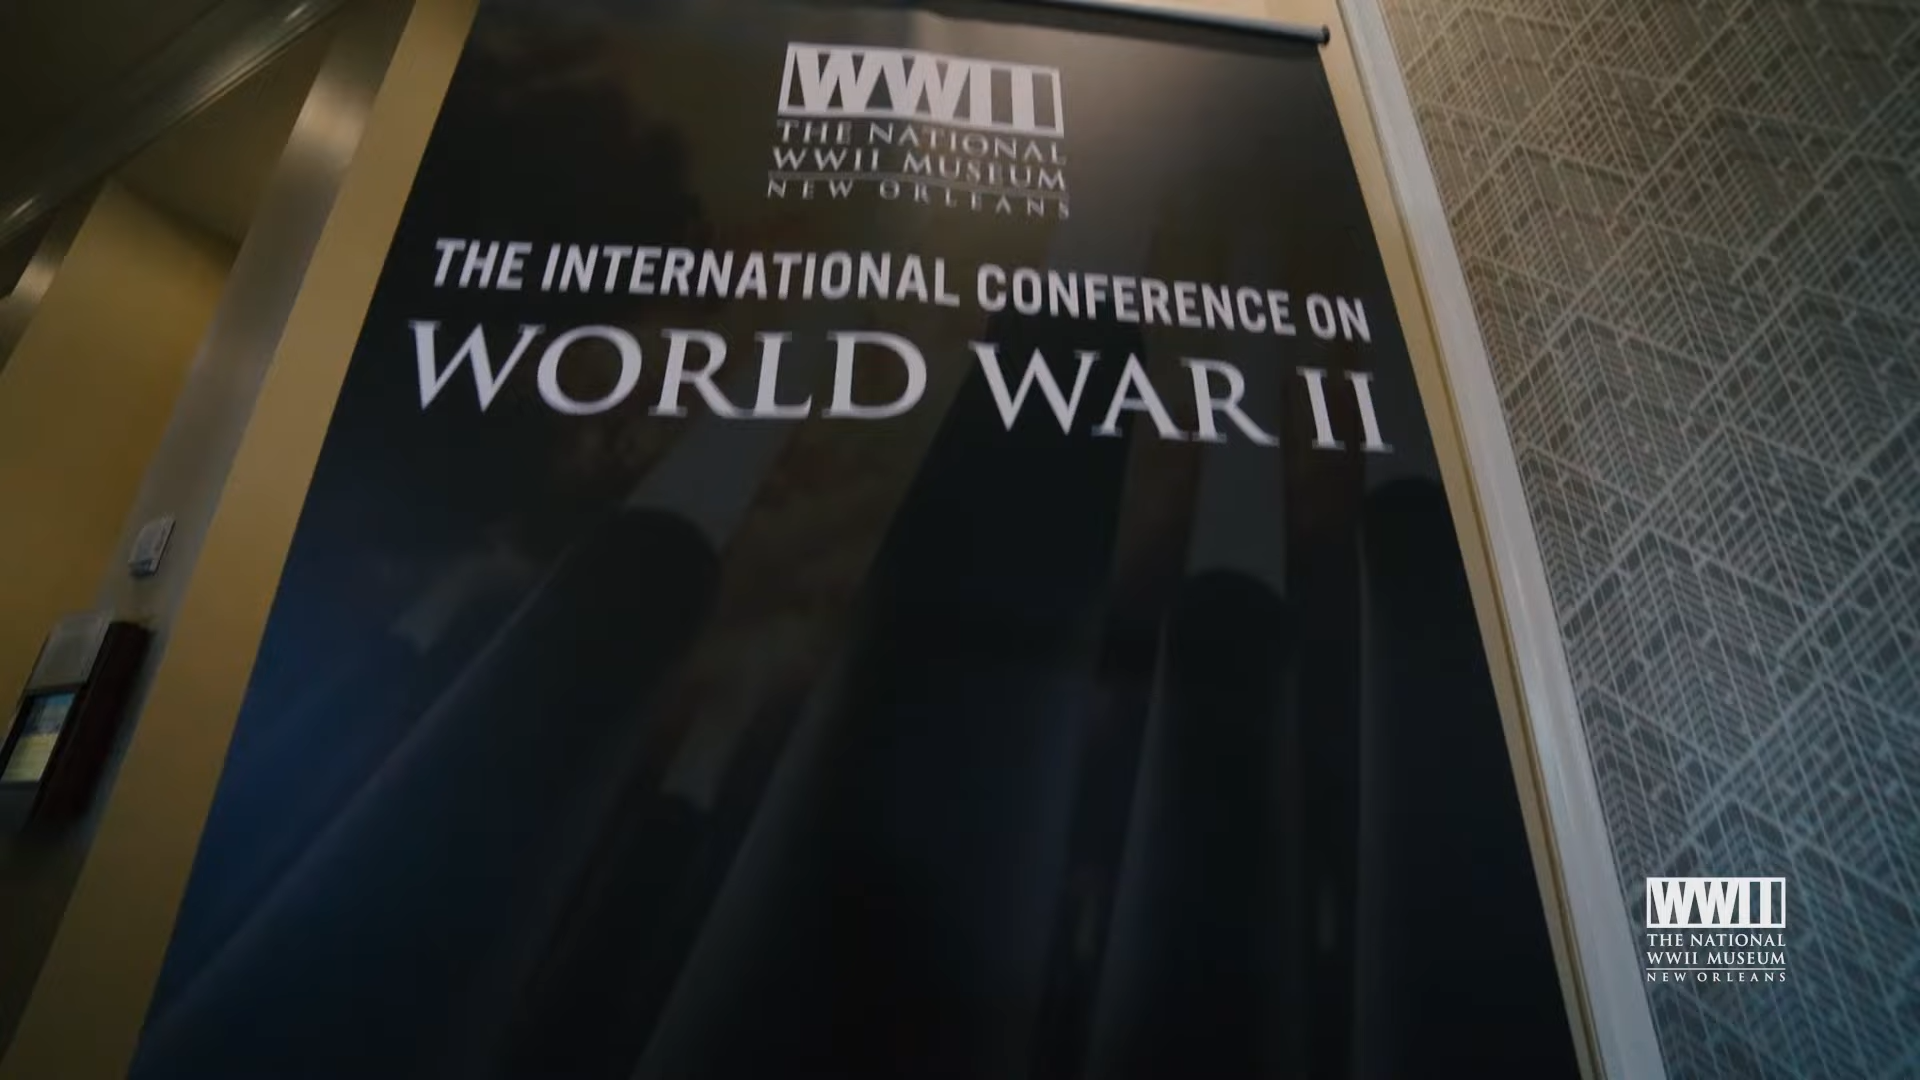 WWII
THE NATIONAL
WWII MUSEUM
NEW ORLEANS
THE INTERNATIONAL CONFERENCE ON
WORLD WAR II
WWII
THE NATIONAL
WWII MUSEUM
NEW ORLEANS